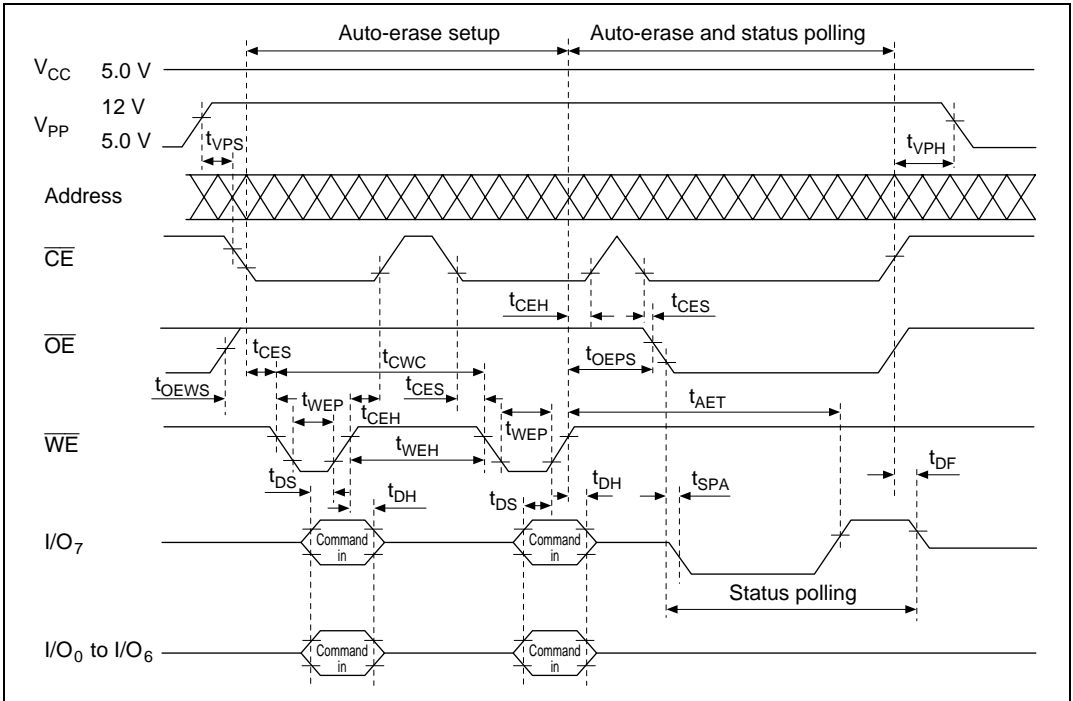 Auto-erase setup Auto-erase and status polling
VCC 5.0 V
12 V
VPP
5.0 V
tVPS tVPH
Address
CE
tCEH tCES
OE
tCES tCWC tOEPS
tOEWS tWEP tCEH tCES tAET
WE tWEH tWEP
tDS tDH tDS tDH tSPA tDF
I/O7 Command in Command in
Status polling
I/O0 to I/O6 Command in Command in